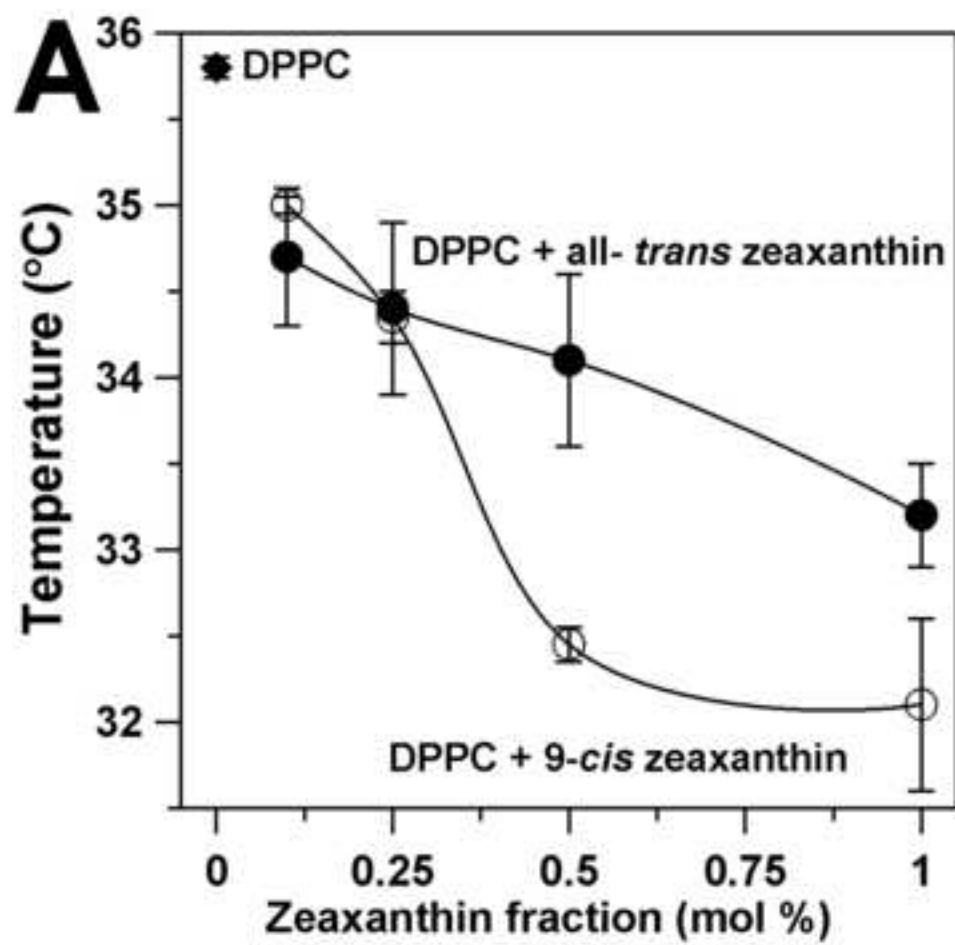 A
36
DPPC
35
DPPC + all- trans zeaxanthin
34
33
32
DPPC + 9-cis zeaxanthin
Temperature (°C)
0 0.25 0.5 0.75 1
Zeaxanthin fraction (mol %)